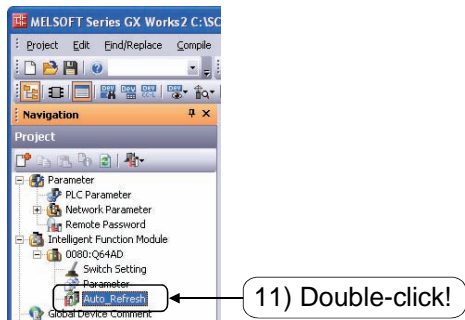 MELSOFT Series GX Works2 C:\SC
Project Edit Find/Replace Compile
Navigation
Project
Parameter
PLC Parameter
Network Parameter
Remote Password
Intelligent Function Module
0080:Q64AD
Switch Setting
Parameter
Auto_Refresh
11) Double-click!
Global Device Comment